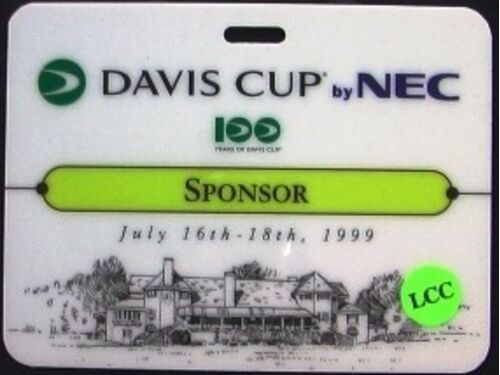 DAVIS CUP® by NEC
100
YEARS OF DAVIS CUP
SPONSOR
July 16th-18th, 1999
LCC